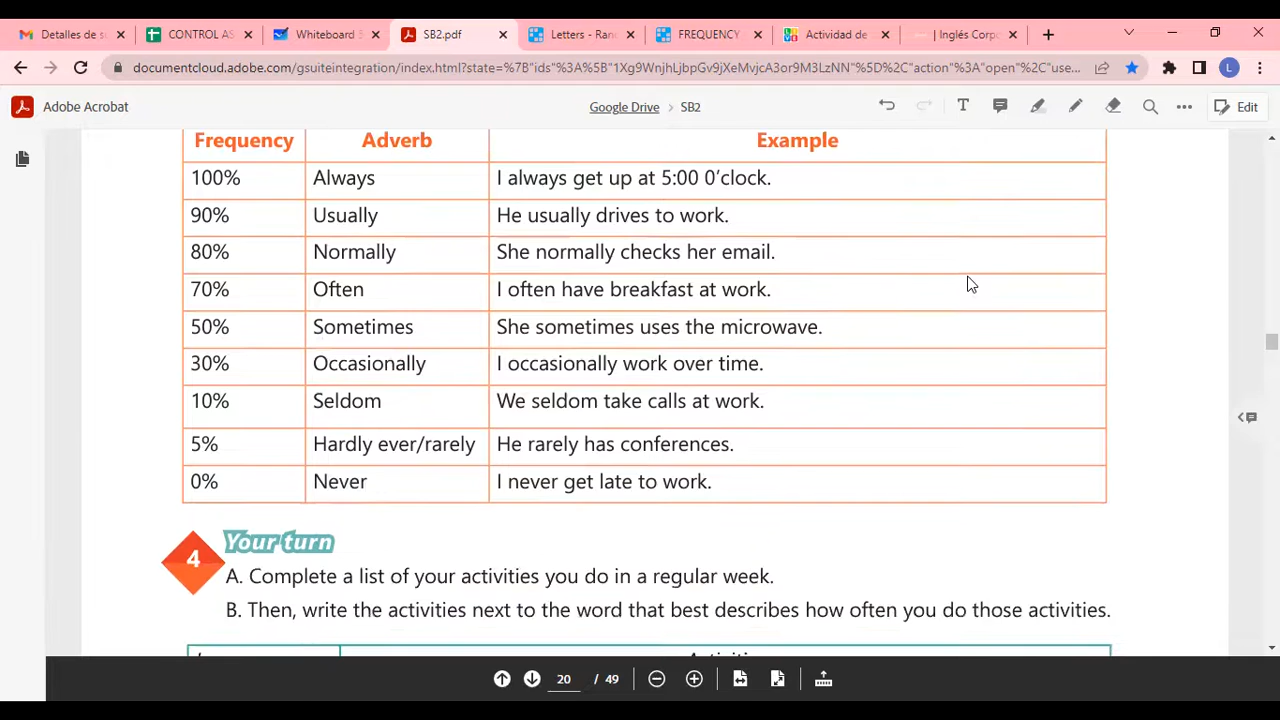 Detalles de su
CONTROL AS
Whiteboard S
SB2.pdf
Letters - Ran
FREQUENCY
Actividad de
| Inglés Corp
documentcloud.adobe.com/gsuiteintegration/index.html?state=%7B"ids"%3A%5B"1Xg9WnjhLjbpGv9jXeMvjcA3or9M3LzNN"%5D%2C"action"%3A"open"%2C"use...
L
Adobe Acrobat
Google Drive
SB2
Edit
Frequency Adverb Example
100% Always I always get up at 5:00 0’clock.
90% Usually He usually drives to work.
80% Normally She normally checks her email.
70% Often I often have breakfast at work.
50% Sometimes She sometimes uses the microwave.
30% Occasionally I occasionally work over time.
10% Seldom We seldom take calls at work.
5% Hardly ever/rarely He rarely has conferences.
0% Never I never get late to work.
4 Your turn
A. Complete a list of your activities you do in a regular week.
B. Then, write the activities next to the word that best describes how often you do those activities.
20 / 49